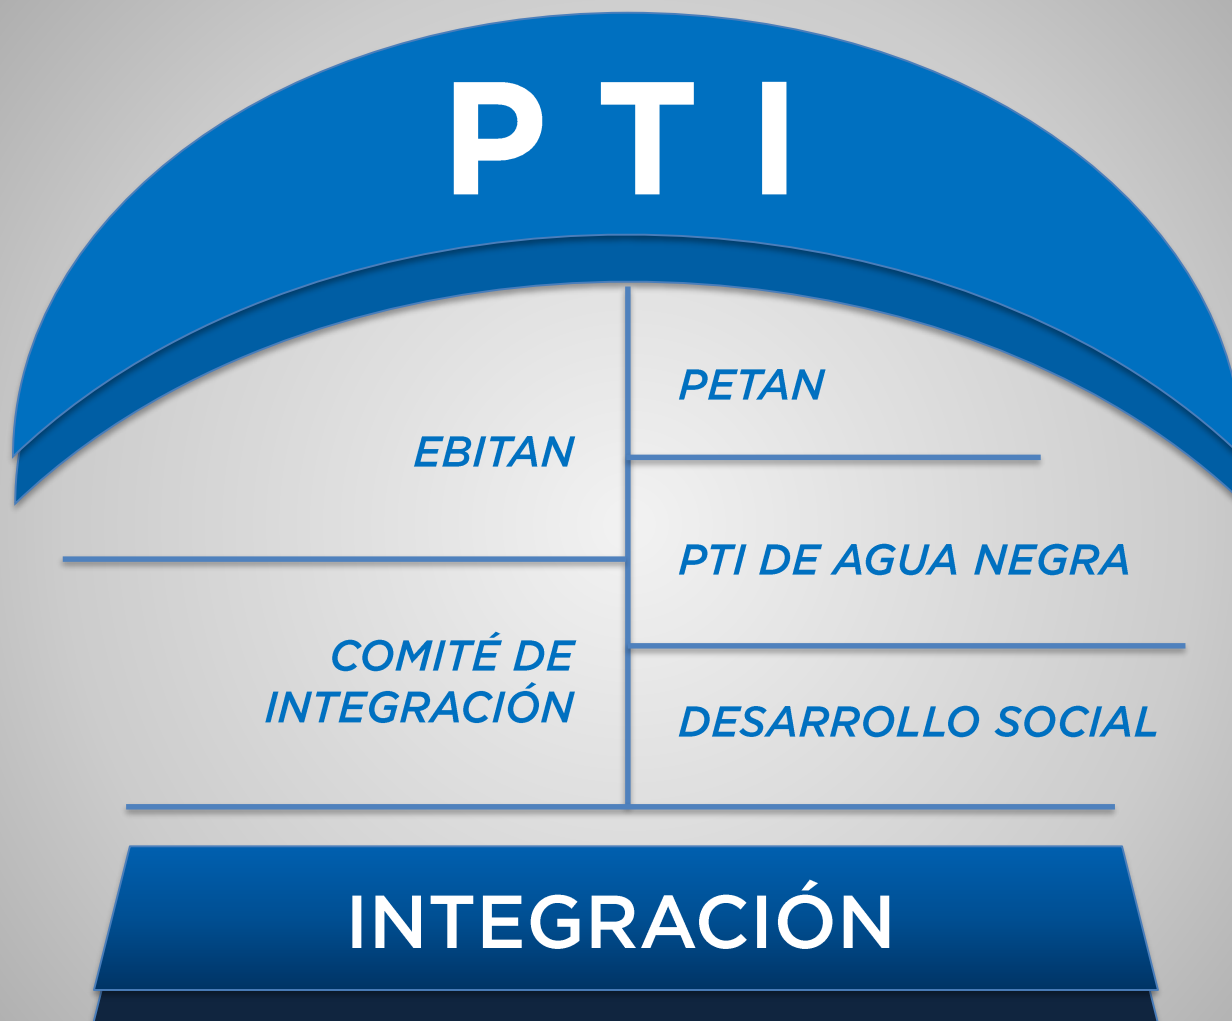 P T I
EBITAN
COMITÉ DE
INTEGRACIÓN
PETAN
PTI DE AGUA NEGRA
DESARROLLO SOCIAL
INTEGRACIÓN